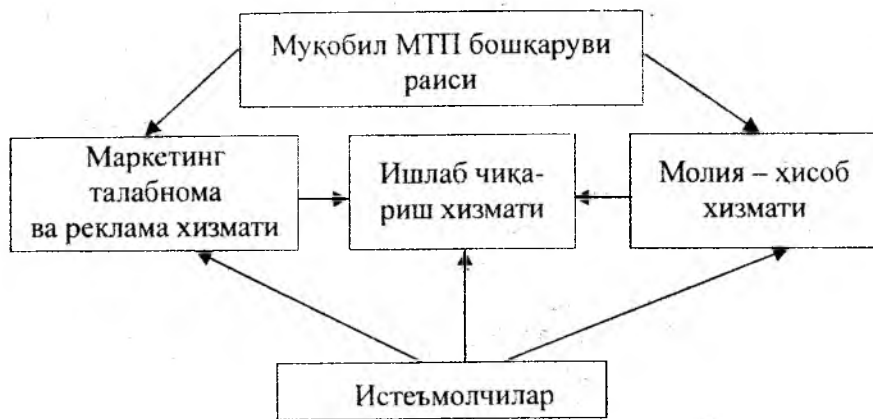 Муқобил МТП бошқаруви
раиси
Маркетинг
талабнома
ва реклама хизмати
Ишлаб чиқа-
риш хизмати
Молия – ҳисоб
хизмати
Истеъмолчилар